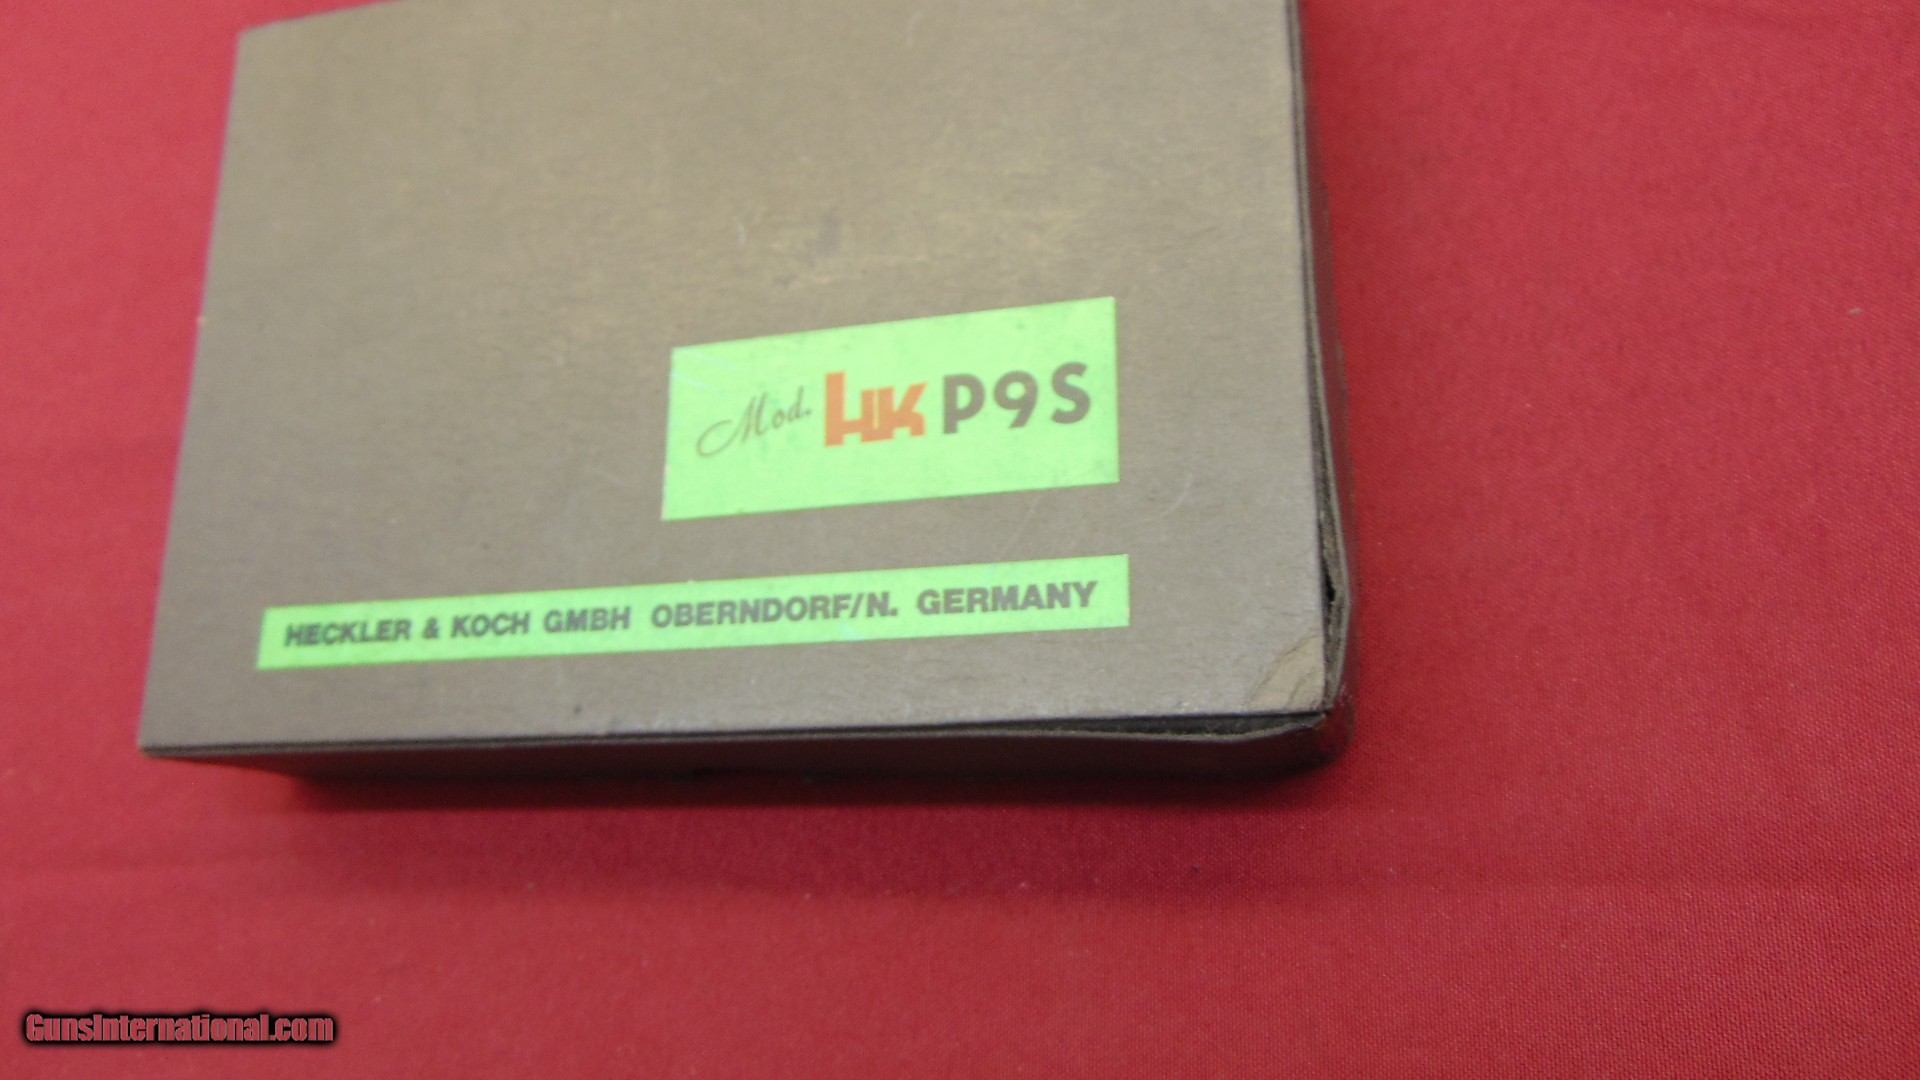 Mod. HK P9S
HECKLER & KOCH GMBH OBERNDORF/N. GERMANY
GunsInternational.com